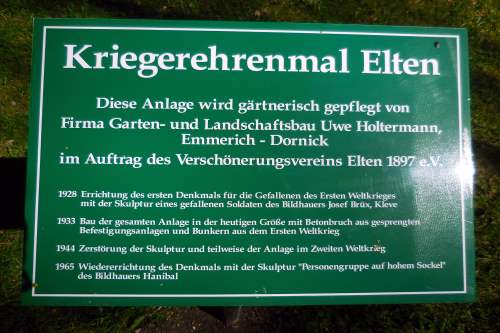 Kriegerehrenmal Elten
Diese Anlage wird gärtnerisch gepflegt von
Firma Garten- und Landschaftsbau Uwe Holtermann,
Emmerich - Dornick
im Auftrag des Verschönerungsvereins Elten 1897 e.V.
1928 Errichtung des ersten Denkmals für die Gefallenen des Ersten Weltkrieges
mit der Skulptur eines gefallenen Soldaten des Bildhauers Josef Brüx, Kleve
1933 Bau der gesamten Anlage in der heutigen Größe mit Betonbruch aus gesprengten
Befestigungsanlagen und Bunkern aus dem Ersten Weltkrieg
1944 Zerstörung der Skulptur und teilweise der Anlage im Zweiten Weltkrieg
1965 Wiedererrichtung des Denkmals mit der Skulptur "Personengruppe auf hohem Sockel"
des Bildhauers Hanibal